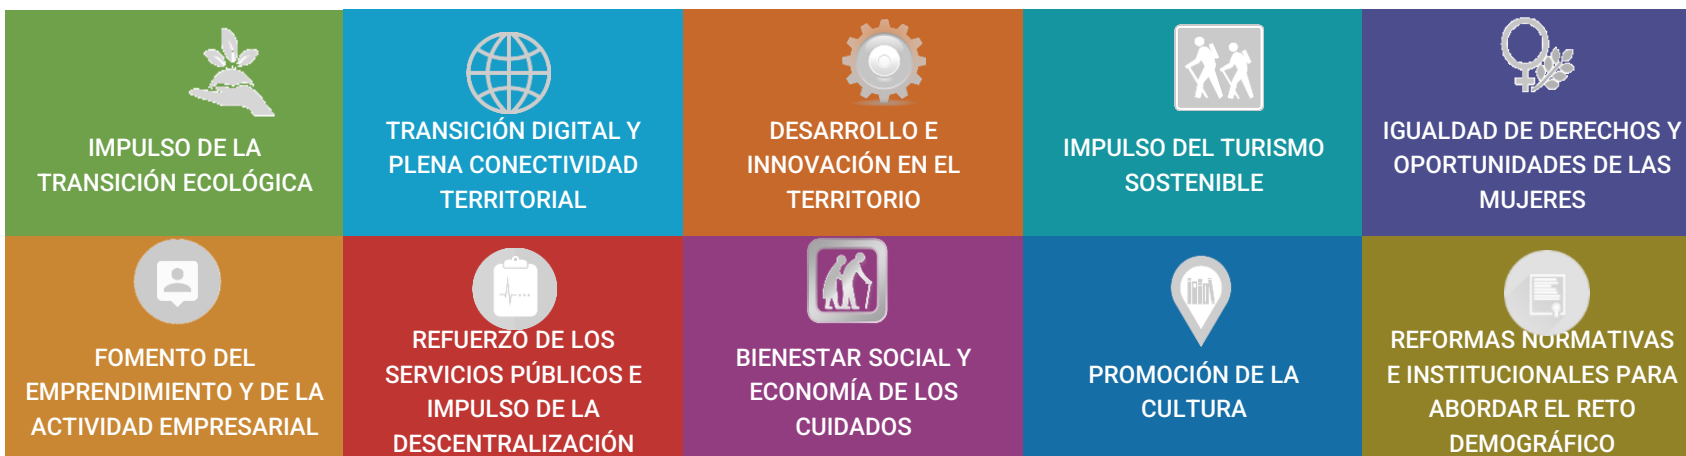 IMPULSO DE LA
TRANSICIÓN ECOLÓGICA
TRANSICIÓN DIGITAL Y
PLENA CONECTIVIDAD
TERRITORIAL
DESARROLLO E
INNOVACIÓN EN EL
TERRITORIO
IMPULSO DEL TURISMO
SOSTENIBLE
IGUALDAD DE DERECHOS Y
OPORTUNIDADES DE LAS
MUJERES
FOMENTO DEL
EMPRENDIMIENTO Y DE LA
ACTIVIDAD EMPRESARIAL
REFUERZO DE LOS
SERVICIOS PÚBLICOS E
IMPULSO DE LA
DESCENTRALIZACIÓN
BIENESTAR SOCIAL Y
ECONOMÍA DE LOS
CUIDADOS
PROMOCIÓN DE LA
CULTURA
REFORMAS NORMATIVAS
E INSTITUCIONALES PARA
ABORDAR EL RETO
DEMOGRÁFICO